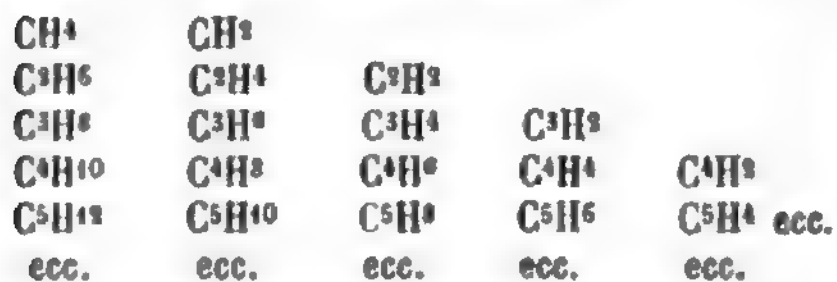 CH⁴ CH²
C²H⁶ C²H⁴ C²H²
C³H⁸ C³H⁶ C³H⁴ C³H²
C⁴H¹⁰ C⁴H⁸ C⁴H⁶ C⁴H⁴ C⁴H²
C⁵H¹² C⁵H¹⁰ C⁵H⁸ C⁵H⁶ C⁵H⁴ ecc.
ecc. ecc. ecc. ecc. ecc.